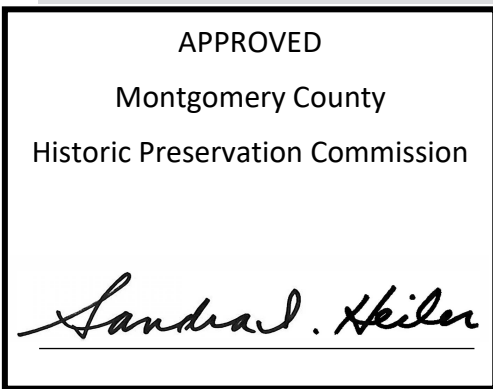 APPROVED
Montgomery County
Historic Preservation Commission
Sandra I. Heiler